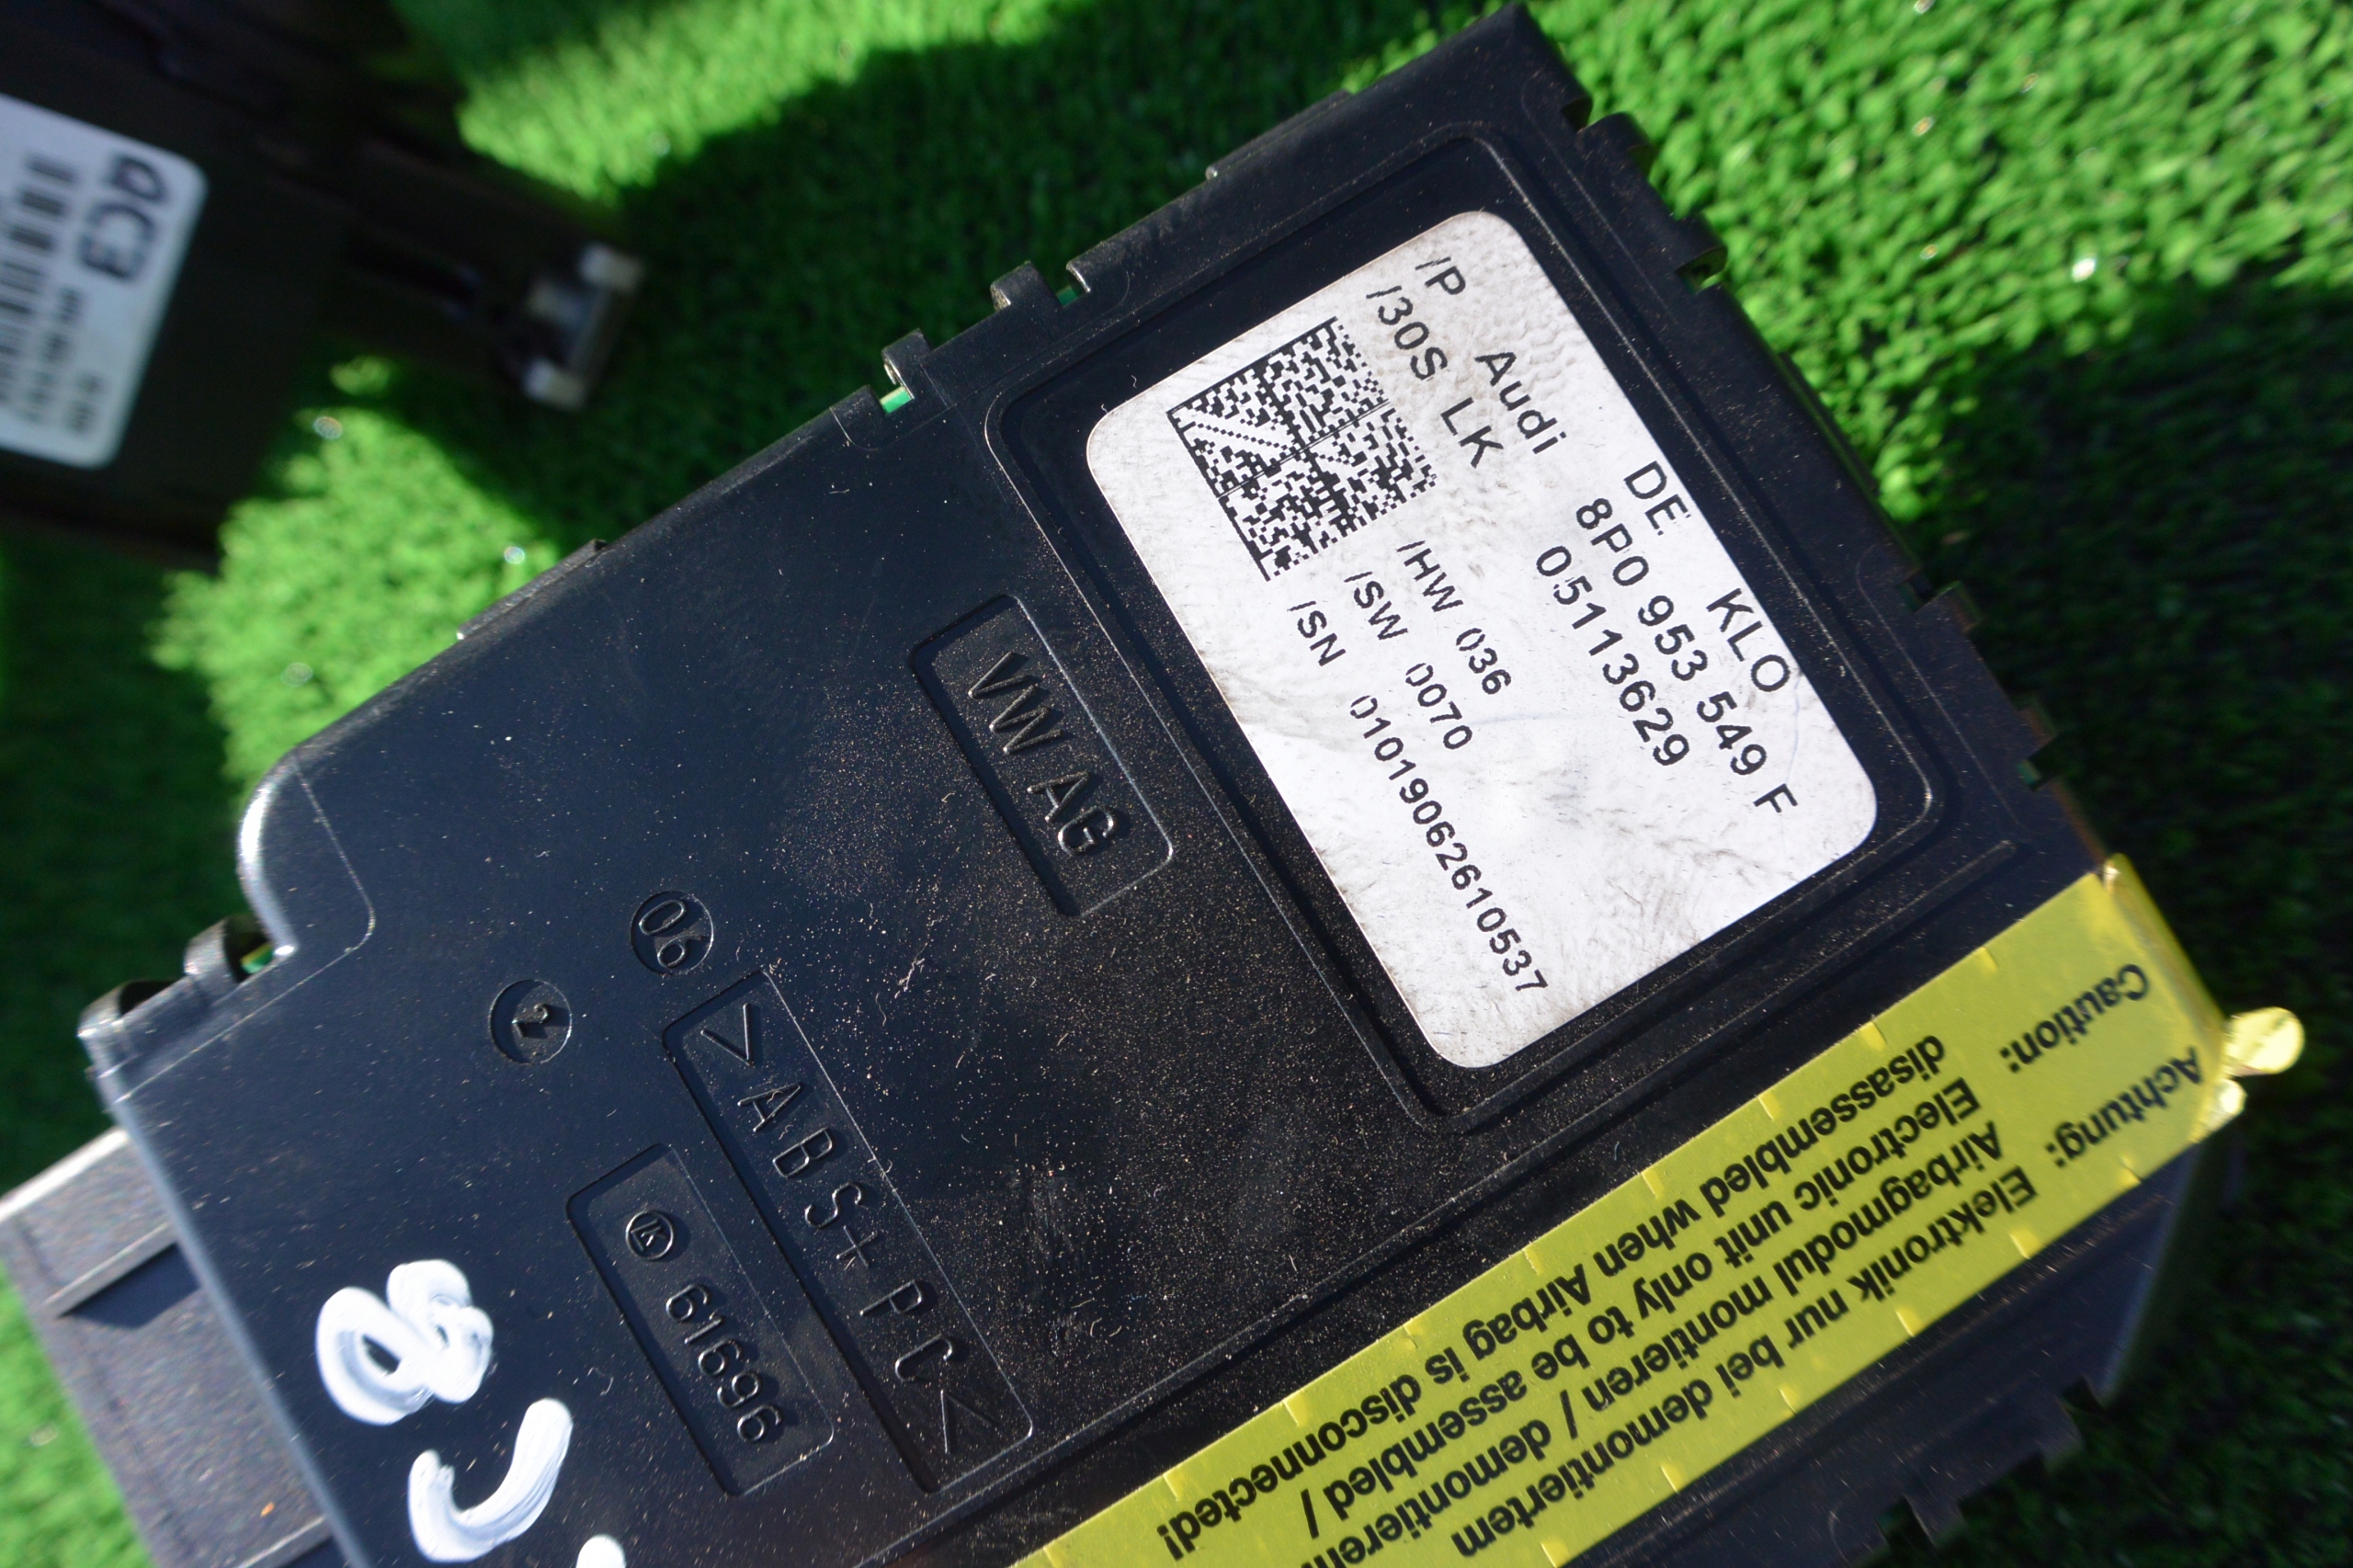 DE KLO
/P Audi 8P0 953 549 F
/30S LK 05113629
/HW 036
/SW 0070
/SN 01019062610537
VW AG
06
2
>ABS+PC<
61696
Achtung: Elektronik nur bei demontiertem
Airbagmodul montieren / demontieren
Caution: Electronic unit only to be assembled /
disassembled when Airbag is disconnected!